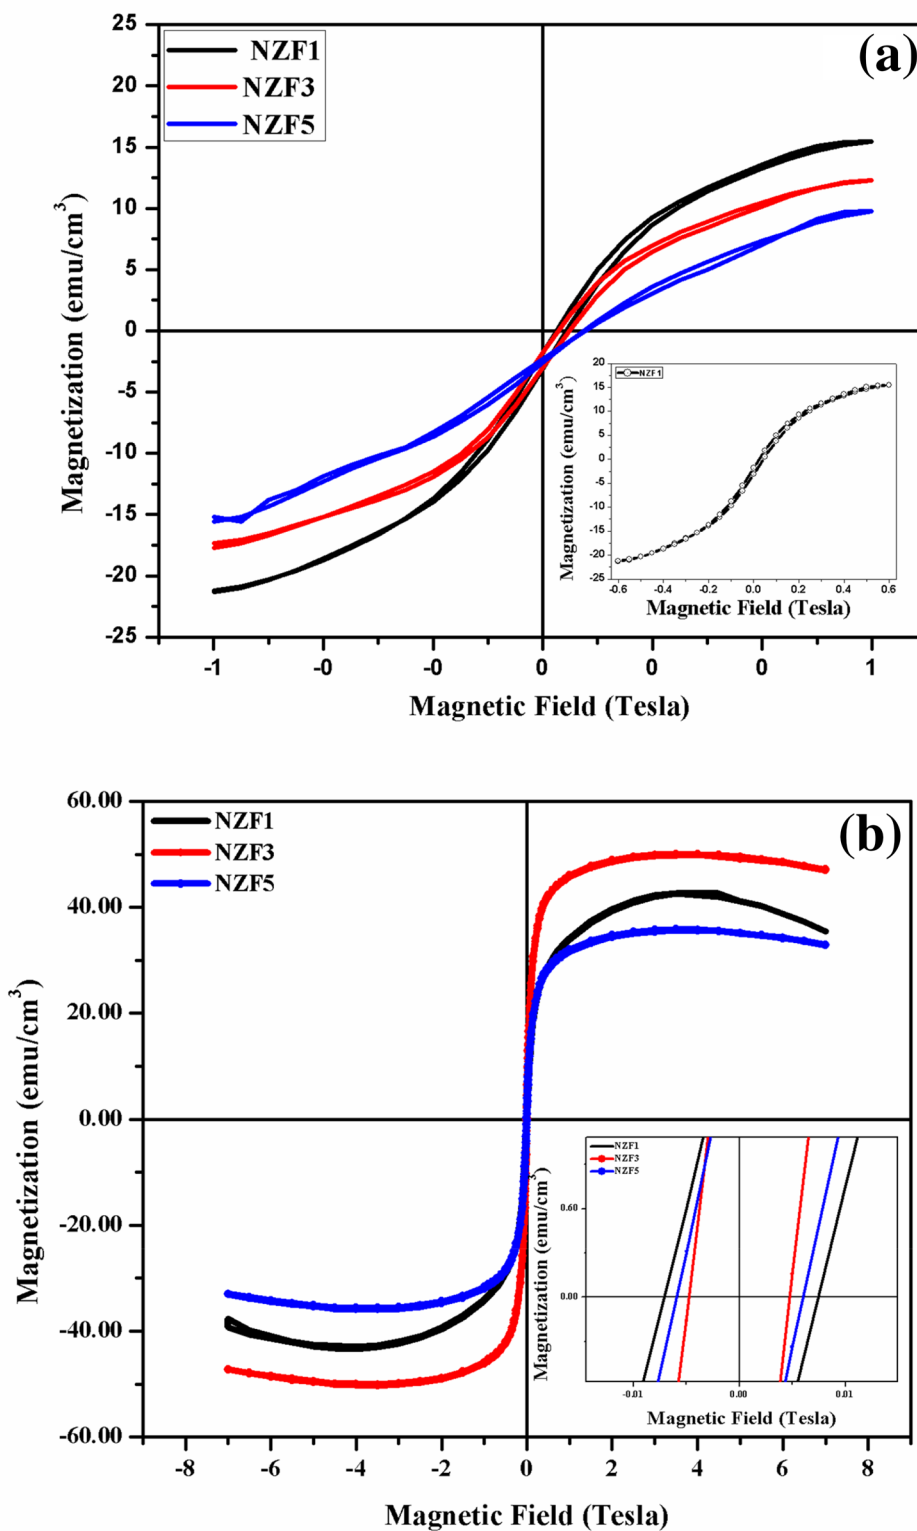 (a)
NZF1
NZF3
NZF5
25
20
15
10
5
0
-5
-10
-15
-20
-25
Magnetization (emu/cm³)
-1 -0 -0 0 0 0 1
Magnetic Field (Tesla)
NZF1
20
15
10
5
0
-5
-10
-15
-20
-25
Magnetization (emu/cm³)
-0.6 -0.4 -0.2 0.0 0.2 0.4 0.6
Magnetic Field (Tesla)
(b)
NZF1
NZF3
NZF5
60.00
40.00
20.00
0.00
-20.00
-40.00
-60.00
Magnetization (emu/cm³)
-8 -6 -4 -2 0 2 4 6 8
Magnetic Field (Tesla)
NZF1
NZF3
NZF5
0.60
0.00
Magnetization (emu/cm³)
-0.01 0.00 0.01
Magnetic Field (Tesla)